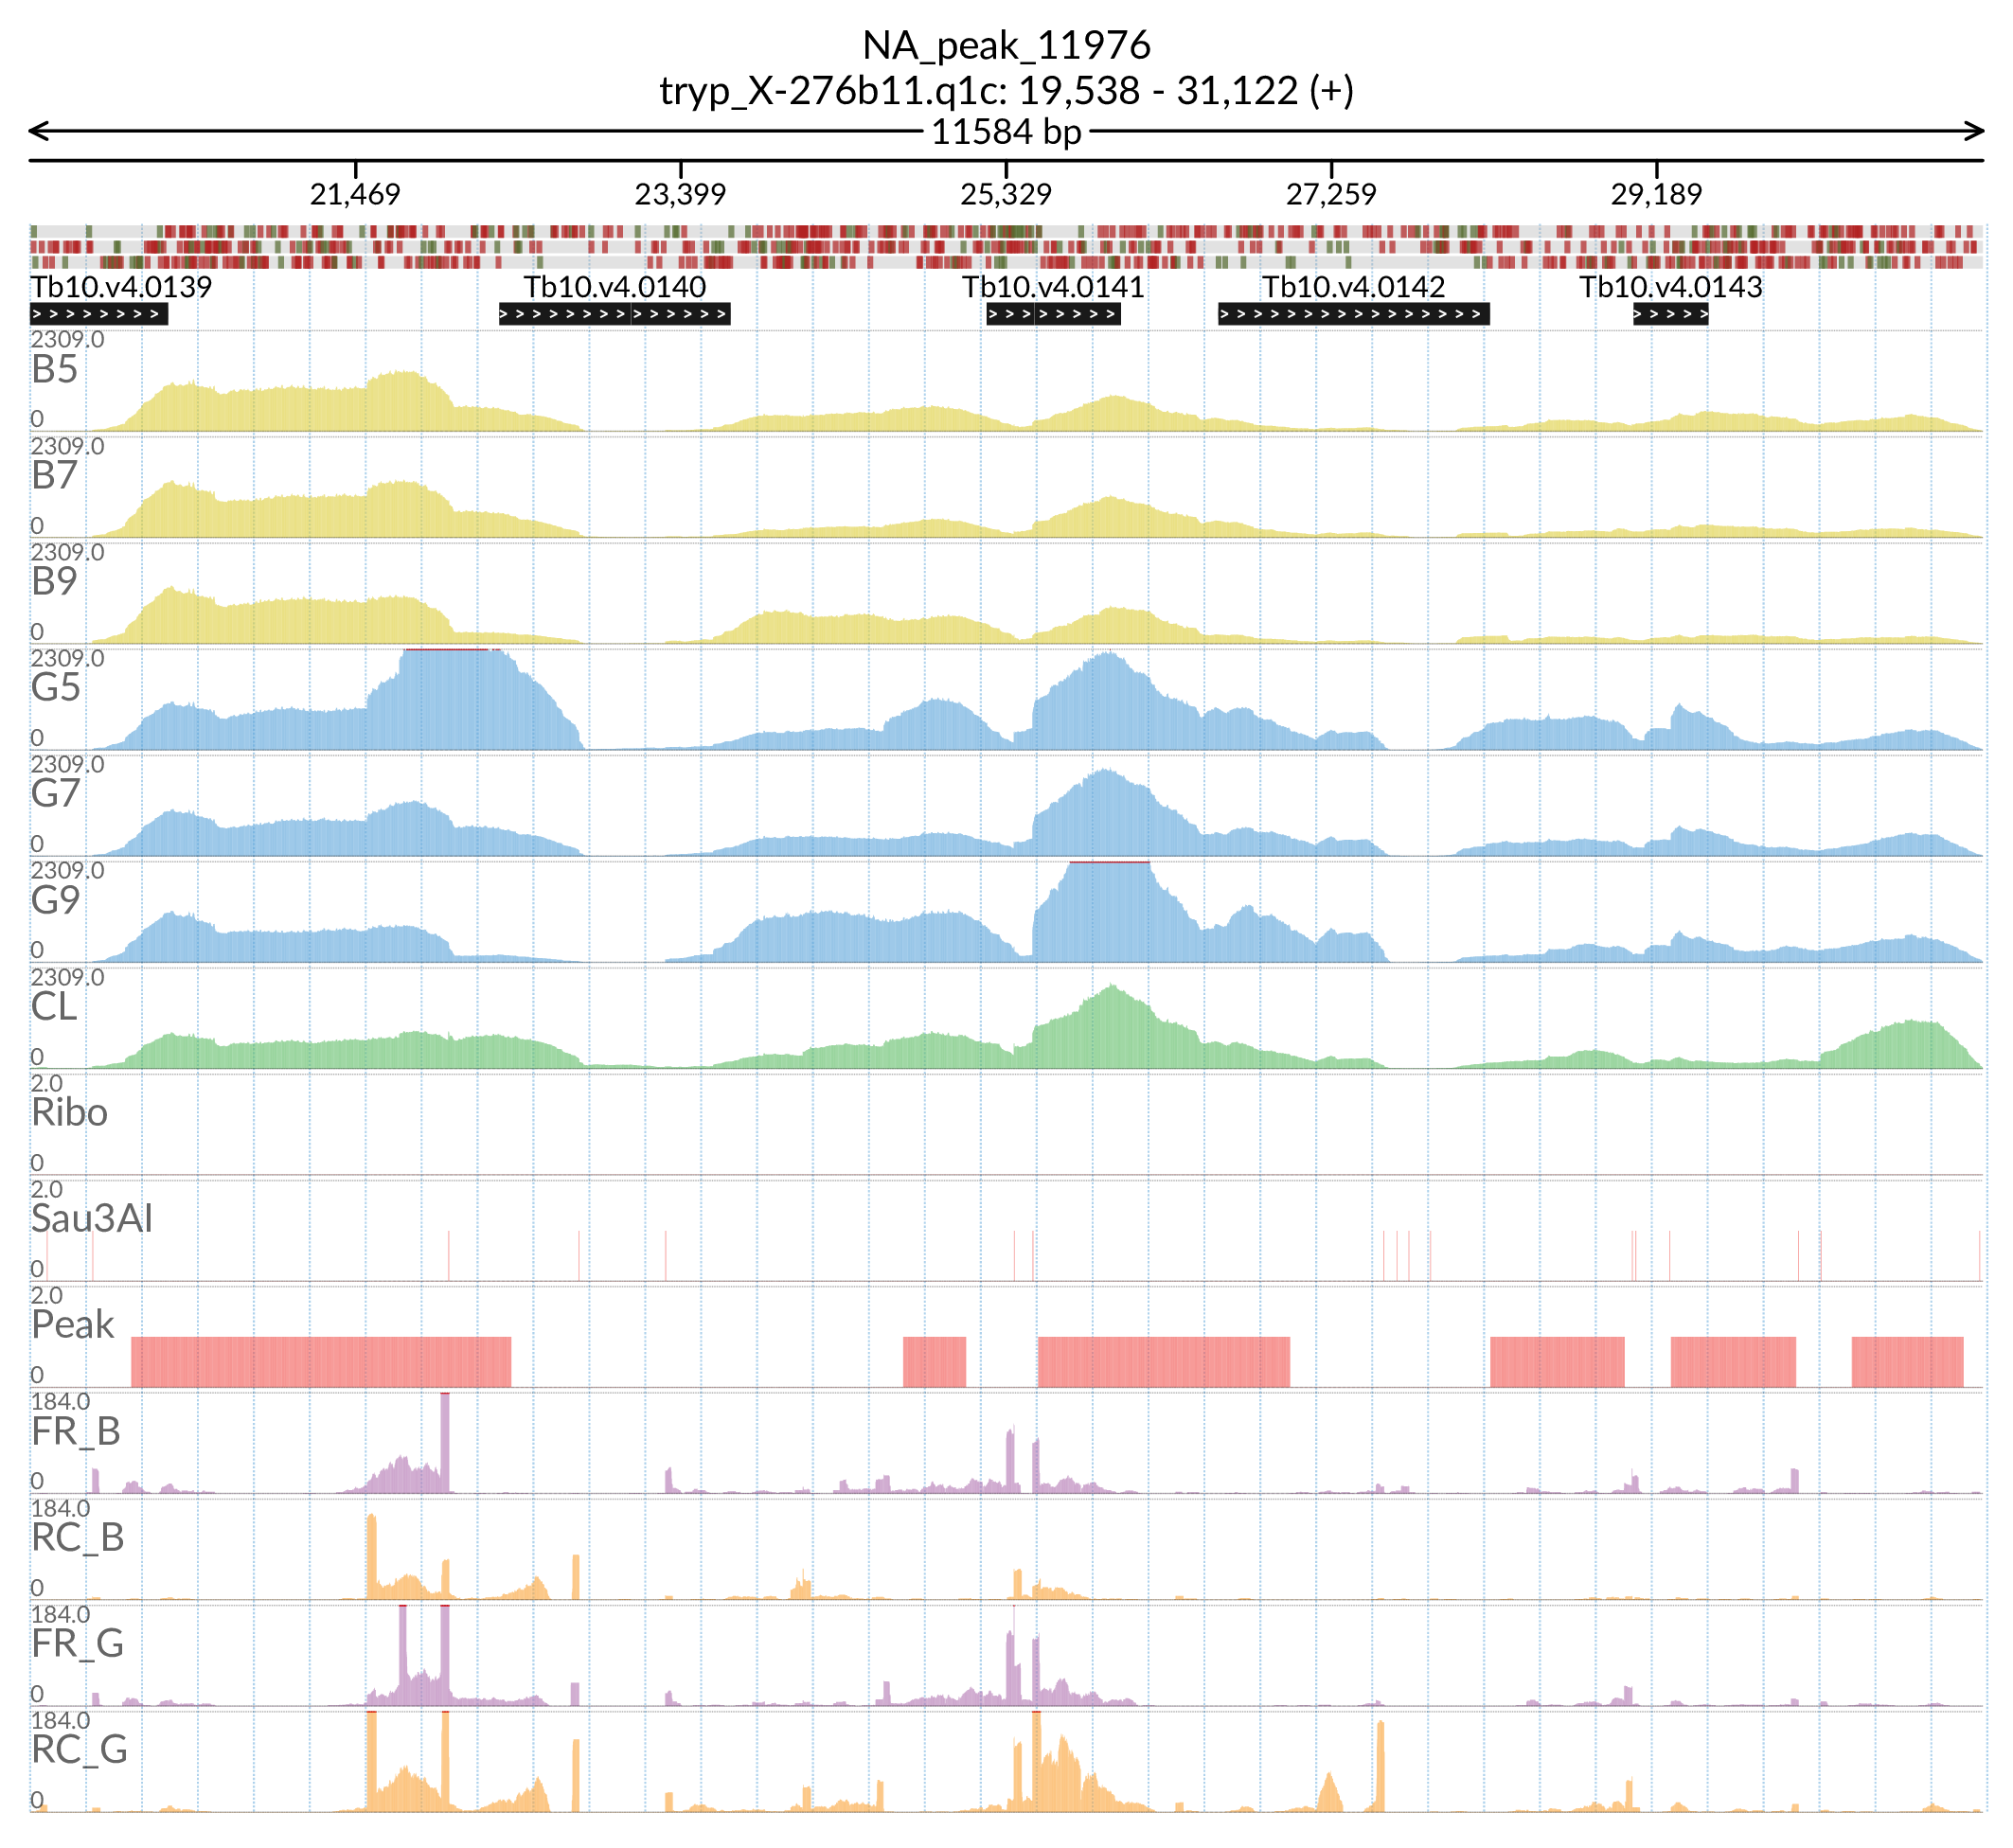 NA_peak_11976
tryp_X-276b11.q1c: 19,538 - 31,122 (+)
11584 bp
21,469 23,399 25,329 27,259 29,189
Tb10.v4.0139 Tb10.v4.0140 Tb10.v4.0141 Tb10.v4.0142 Tb10.v4.0143
2309.0
B5
0
2309.0
B7
0
2309.0
B9
0
2309.0
G5
0
2309.0
G7
0
2309.0
G9
0
2309.0
CL
0
2.0
Ribo
0
2.0
Sau3AI
0
2.0
Peak
0
184.0
FR_B
0
184.0
RC_B
0
184.0
FR_G
0
184.0
RC_G
0